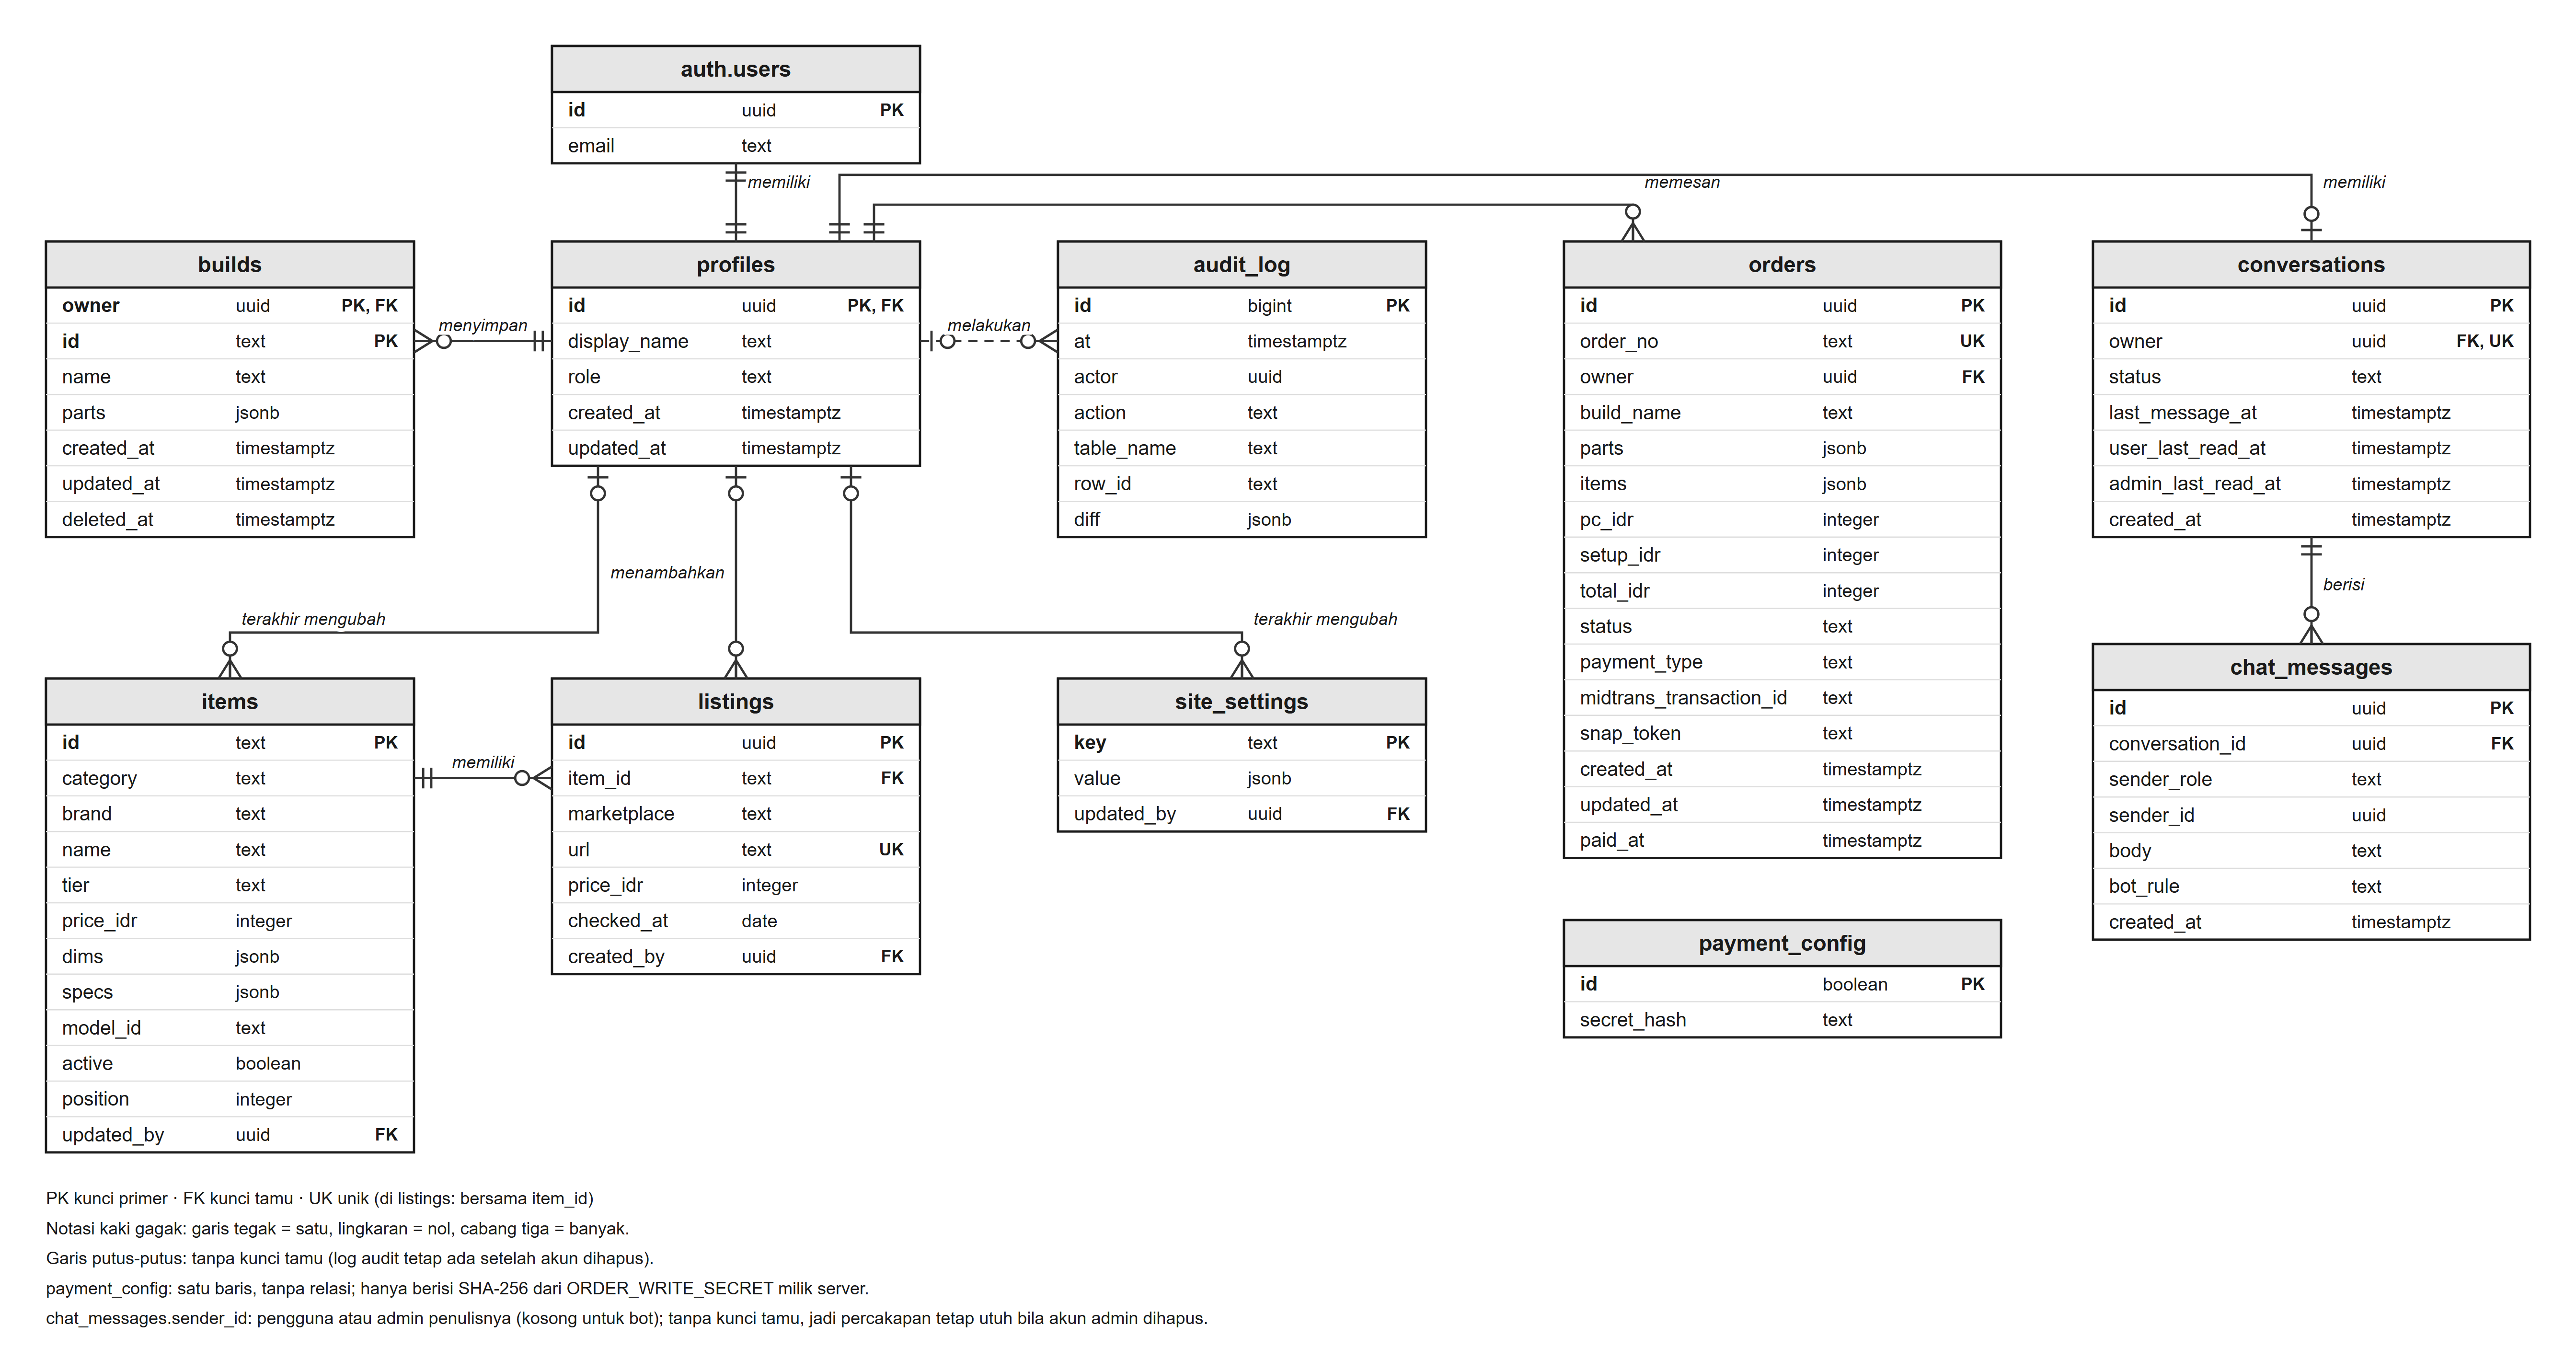 auth.users
id uuid PK
email text
memiliki
memesan
memiliki
builds
owner uuid PK, FK
id text PK
name text
parts jsonb
created_at timestamptz
updated_at timestamptz
deleted_at timestamptz
menyimpan
profiles
id uuid PK, FK
display_name text
role text
created_at timestamptz
updated_at timestamptz
melakukan
audit_log
id bigint PK
at timestamptz
actor uuid
action text
table_name text
row_id text
diff jsonb
orders
id uuid PK
order_no text UK
owner uuid FK
build_name text
parts jsonb
items jsonb
pc_idr integer
setup_idr integer
total_idr integer
status text
payment_type text
midtrans_transaction_id text
snap_token text
created_at timestamptz
updated_at timestamptz
paid_at timestamptz
conversations
id uuid PK
owner uuid FK, UK
status text
last_message_at timestamptz
user_last_read_at timestamptz
admin_last_read_at timestamptz
created_at timestamptz
berisi
menambahkan
terakhir mengubah
terakhir mengubah
items
id text PK
category text
brand text
name text
tier text
price_idr integer
dims jsonb
specs jsonb
model_id text
active boolean
position integer
updated_by uuid FK
memiliki
listings
id uuid PK
item_id text FK
marketplace text
url text UK
price_idr integer
checked_at date
created_by uuid FK
site_settings
key text PK
value jsonb
updated_by uuid FK
chat_messages
id uuid PK
conversation_id uuid FK
sender_role text
sender_id uuid
body text
bot_rule text
created_at timestamptz
payment_config
id boolean PK
secret_hash text
PK kunci primer · FK kunci tamu · UK unik (di listings: bersama item_id)
Notasi kaki gagak: garis tegak = satu, lingkaran = nol, cabang tiga = banyak.
Garis putus-putus: tanpa kunci tamu (log audit tetap ada setelah akun dihapus).
payment_config: satu baris, tanpa relasi; hanya berisi SHA-256 dari ORDER_WRITE_SECRET milik server.
chat_messages.sender_id: pengguna atau admin penulisnya (kosong untuk bot); tanpa kunci tamu, jadi percakapan tetap utuh bila akun admin dihapus.